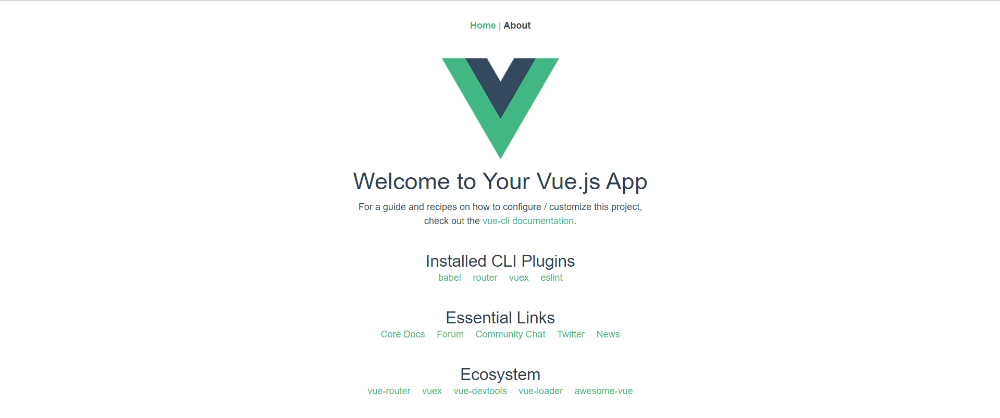 Home | About
Welcome to Your Vue.js App
For a guide and recipes on how to configure / customize this project,
check out the vue-cli documentation.
Installed CLI Plugins
babel router vuex eslint
Essential Links
Core Docs Forum Community Chat Twitter News
Ecosystem
vue-router vuex vue-devtools vue-loader awesome-vue